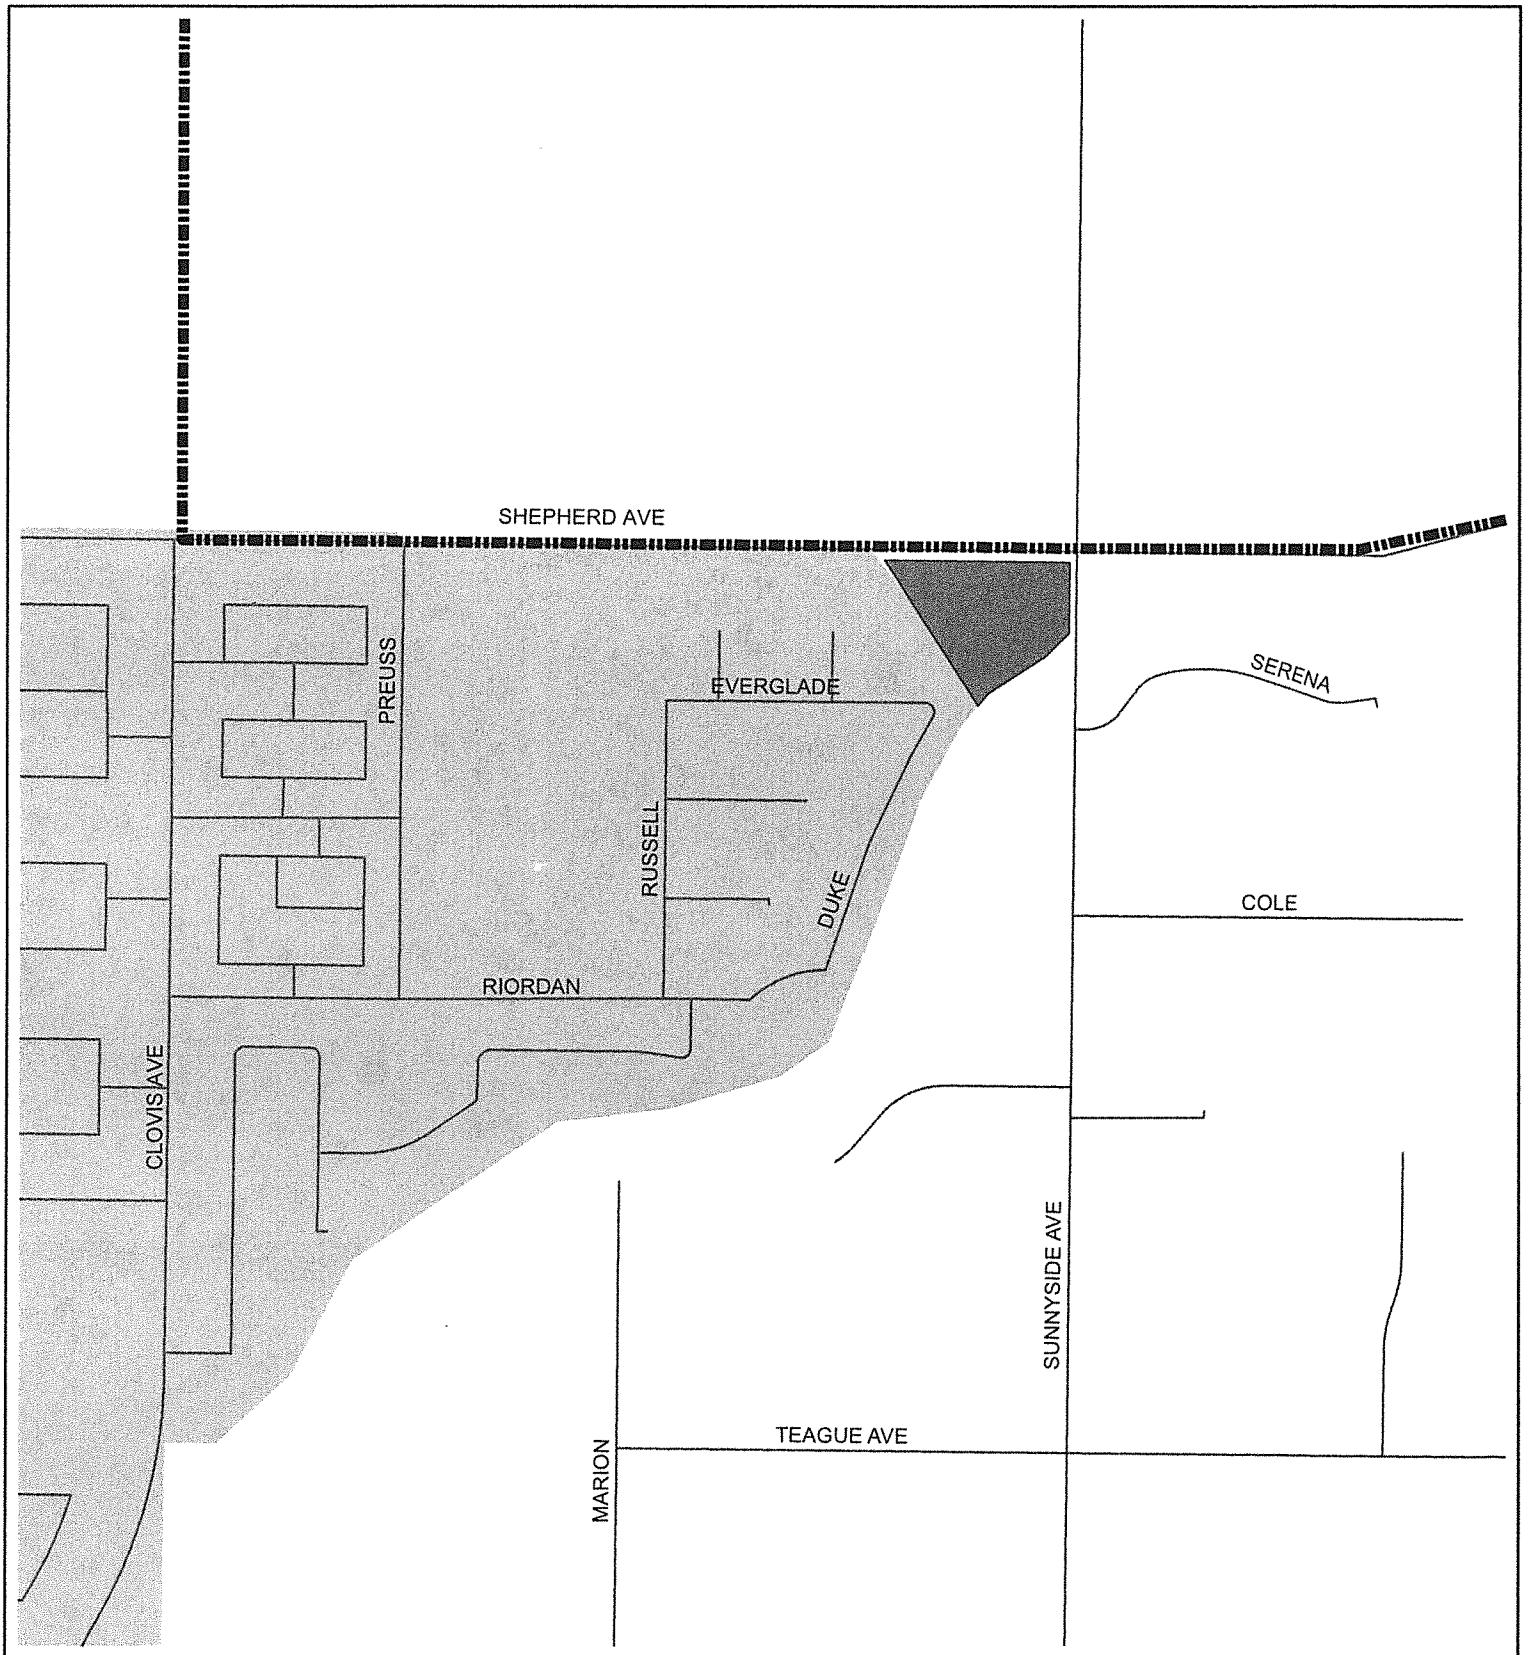 SHEPHERD AVE
PREUSS
SERENA
EVERGLADE
RUSSELL
DUKE
COLE
RIORDAN
CLOVIS AVE
SUNNYSIDE AVE
TEAGUE AVE
MARION